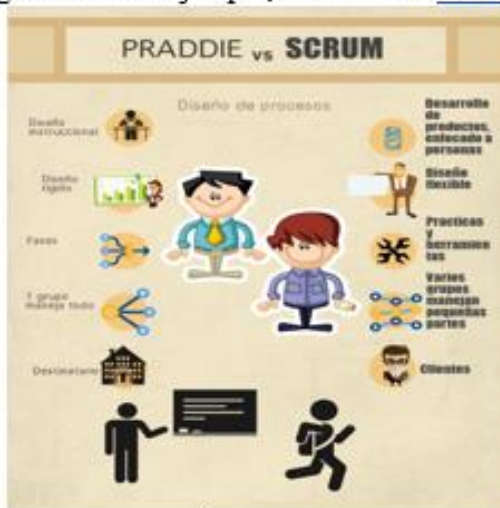 PRADDIE vs SCRUM
Diseño de procesos
Diseño
instruccional
Diseño
rígido
Fases
1 grupo
maneja todo
Destinatario
Desarrollo
de
productos,
enfocado a
personas
Diseño
flexible
Practicas
y
herramien
tas
Varios
grupos
manejan
pequeñas
partes
Clientes